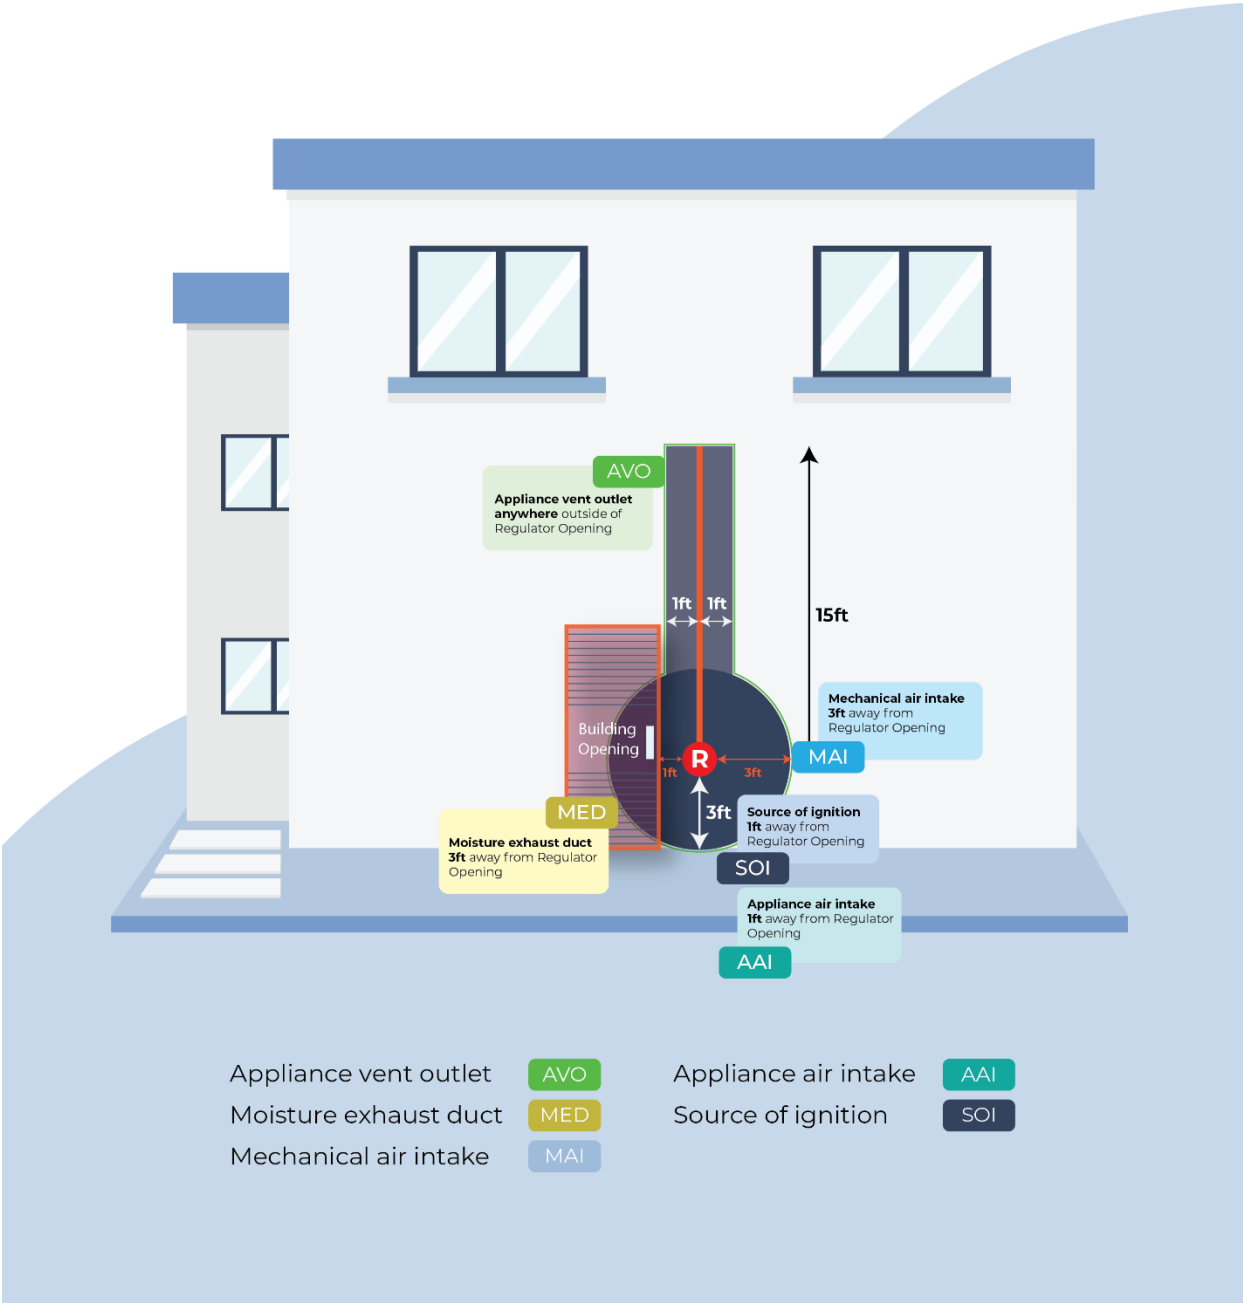 AVO
Appliance vent outlet
anywhere outside of
Regulator Opening
1ft
1ft
15ft
Mechanical air intake
3ft away from
Regulator Opening
MAI
Building
Opening
R
1ft
3ft
3ft
MED
Moisture exhaust duct
3ft away from Regulator
Opening
Source of ignition
1ft away from
Regulator Opening
SOI
Appliance air intake
1ft away from Regulator
Opening
AAI
Appliance vent outlet AVO
Moisture exhaust duct MED
Mechanical air intake MAI
Appliance air intake AAI
Source of ignition SOI